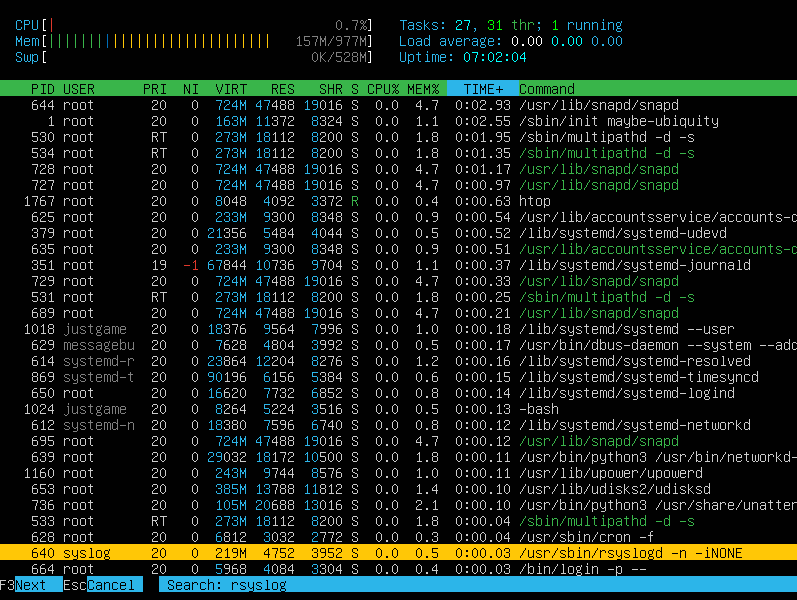 CPU[| 0.7%] Tasks: 27, 31 thr; 1 running
Mem[|||||||||||||||||||||||||||| 157M/977M] Load average: 0.00 0.00 0.00
Swp[ 0K/528M] Uptime: 07:02:04
PID USER PRI NI VIRT RES SHR S CPU% MEM% TIME+ Command
644 root 20 0 724M 47488 19016 S 0.0 4.7 0:02.93 /usr/lib/snapd/snapd
1 root 20 0 163M 11372 8324 S 0.0 1.1 0:02.55 /sbin/init maybe-ubiquity
530 root RT 0 273M 18112 8200 S 0.0 1.8 0:01.95 /sbin/multipathd -d -s
534 root RT 0 273M 18112 8200 S 0.0 1.8 0:01.35 /sbin/multipathd -d -s
728 root 20 0 724M 47488 19016 S 0.0 4.7 0:01.17 /usr/lib/snapd/snapd
727 root 20 0 724M 47488 19016 S 0.0 4.7 0:00.97 /usr/lib/snapd/snapd
1767 root 20 0 8048 4092 3372 R 0.0 0.4 0:00.63 htop
625 root 20 0 233M 9300 8348 S 0.0 0.9 0:00.54 /usr/lib/accountsservice/accounts-d
379 root 20 0 21356 5484 4044 S 0.0 0.5 0:00.52 /lib/systemd/systemd-udevd
635 root 20 0 233M 9300 8348 S 0.0 0.9 0:00.51 /usr/lib/accountsservice/accounts-d
351 root 19 -1 67844 10736 9704 S 0.0 1.1 0:00.37 /lib/systemd/systemd-journald
729 root 20 0 724M 47488 19016 S 0.0 4.7 0:00.33 /usr/lib/snapd/snapd
531 root RT 0 273M 18112 8200 S 0.0 1.8 0:00.25 /sbin/multipathd -d -s
689 root 20 0 724M 47488 19016 S 0.0 4.7 0:00.21 /usr/lib/snapd/snapd
1018 justgame 20 0 18376 9564 7996 S 0.0 1.0 0:00.18 /lib/systemd/systemd --user
629 messagebu 20 0 7628 4804 3992 S 0.0 0.5 0:00.17 /usr/bin/dbus-daemon --system --add
614 systemd-r 20 0 23864 12204 8276 S 0.0 1.2 0:00.16 /lib/systemd/systemd-resolved
869 systemd-t 20 0 90196 6156 5384 S 0.0 0.6 0:00.15 /lib/systemd/systemd-timesyncd
650 root 20 0 16620 7732 6852 S 0.0 0.8 0:00.14 /lib/systemd/systemd-logind
1024 justgame 20 0 8264 5224 3516 S 0.0 0.5 0:00.13 -bash
612 systemd-n 20 0 18380 7596 6740 S 0.0 0.8 0:00.12 /lib/systemd/systemd-networkd
695 root 20 0 724M 47488 19016 S 0.0 4.7 0:00.12 /usr/lib/snapd/snapd
639 root 20 0 29032 18172 10500 S 0.0 1.8 0:00.11 /usr/bin/python3 /usr/bin/networkd-
1160 root 20 0 243M 9744 8576 S 0.0 1.0 0:00.11 /usr/lib/upower/upowerd
653 root 20 0 385M 13788 11812 S 0.0 1.4 0:00.10 /usr/lib/udisks2/udisksd
736 root 20 0 105M 20688 13036 S 0.0 2.1 0:00.10 /usr/bin/python3 /usr/share/unatten
533 root RT 0 273M 18112 8200 S 0.0 1.8 0:00.04 /sbin/multipathd -d -s
628 root 20 0 6812 3032 2772 S 0.0 0.3 0:00.04 /usr/sbin/cron -f
640 syslog 20 0 219M 4752 3952 S 0.0 0.5 0:00.03 /usr/sbin/rsyslogd -n -iNONE
664 root 20 0 5968 4084 3304 S 0.0 0.4 0:00.03 /bin/login -p --
F3Next EscCancel Search: rsyslog